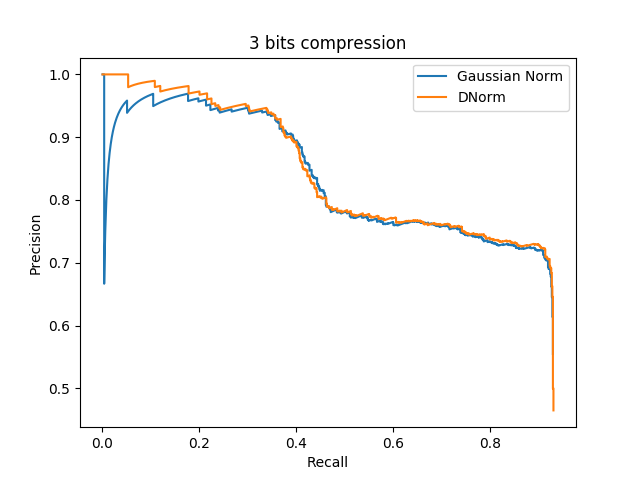 3 bits compression
Gaussian Norm
DNorm
Precision
1.0
0.9
0.8
0.7
0.6
0.5
0.0 0.2 0.4 0.6 0.8
Recall